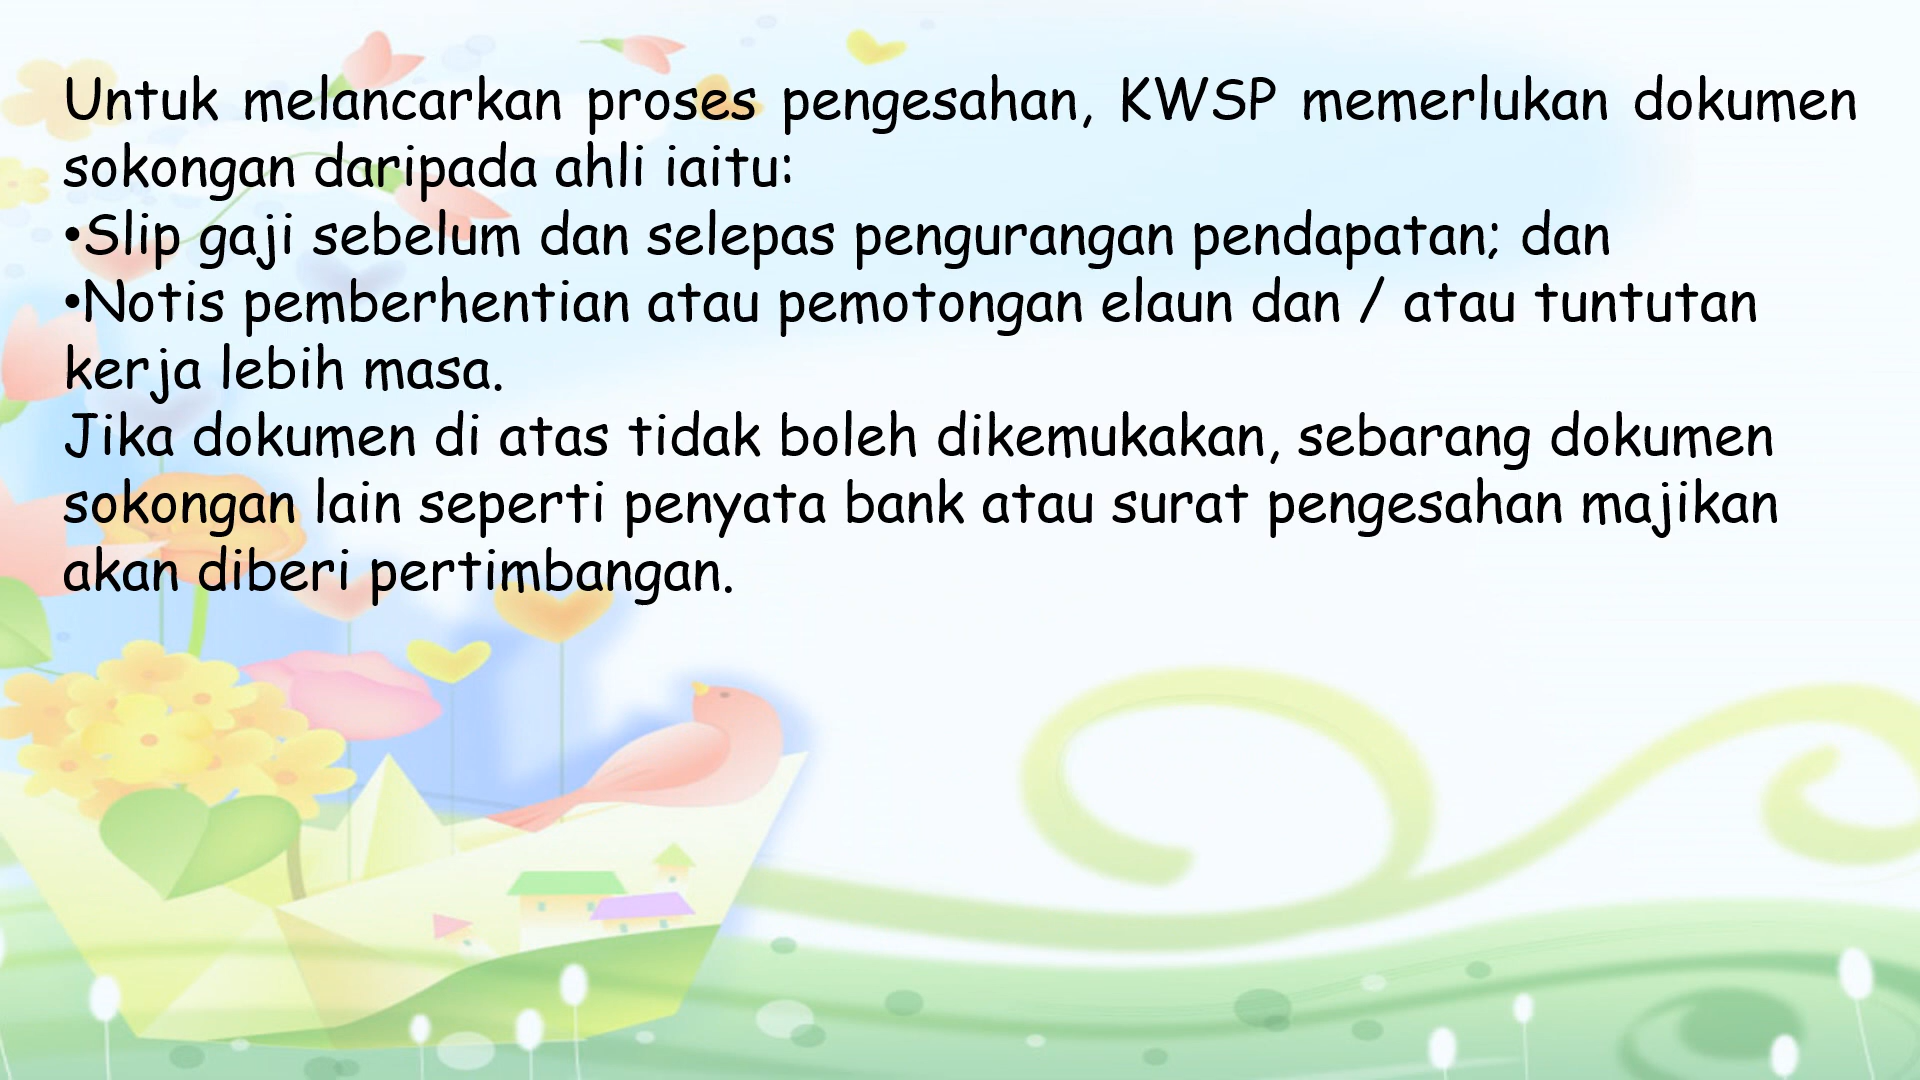 Untuk melancarkan proses pengesahan, KWSP memerlukan dokumen
sokongan daripada ahli iaitu:
•Slip gaji sebelum dan selepas pengurangan pendapatan; dan
•Notis pemberhentian atau pemotongan elaun dan / atau tuntutan
kerja lebih masa.
Jika dokumen di atas tidak boleh dikemukakan, sebarang dokumen
sokongan lain seperti penyata bank atau surat pengesahan majikan
akan diberi pertimbangan.